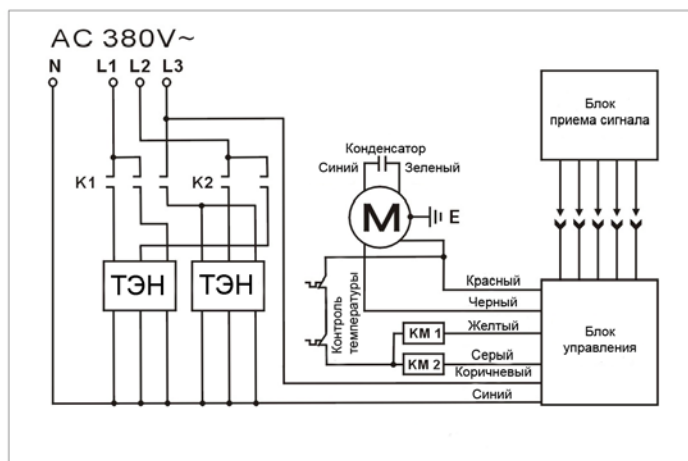 AC 380V~
N L1 L2 L3
Блок
приема сигнала
Конденсатор
Синий Зеленый
K1 K2
M
E
ТЭН ТЭН
Контроль
температуры
Красный
Черный
KM 1 Желтый
KM 2 Серый
Коричневый
Синий
Блок
управления